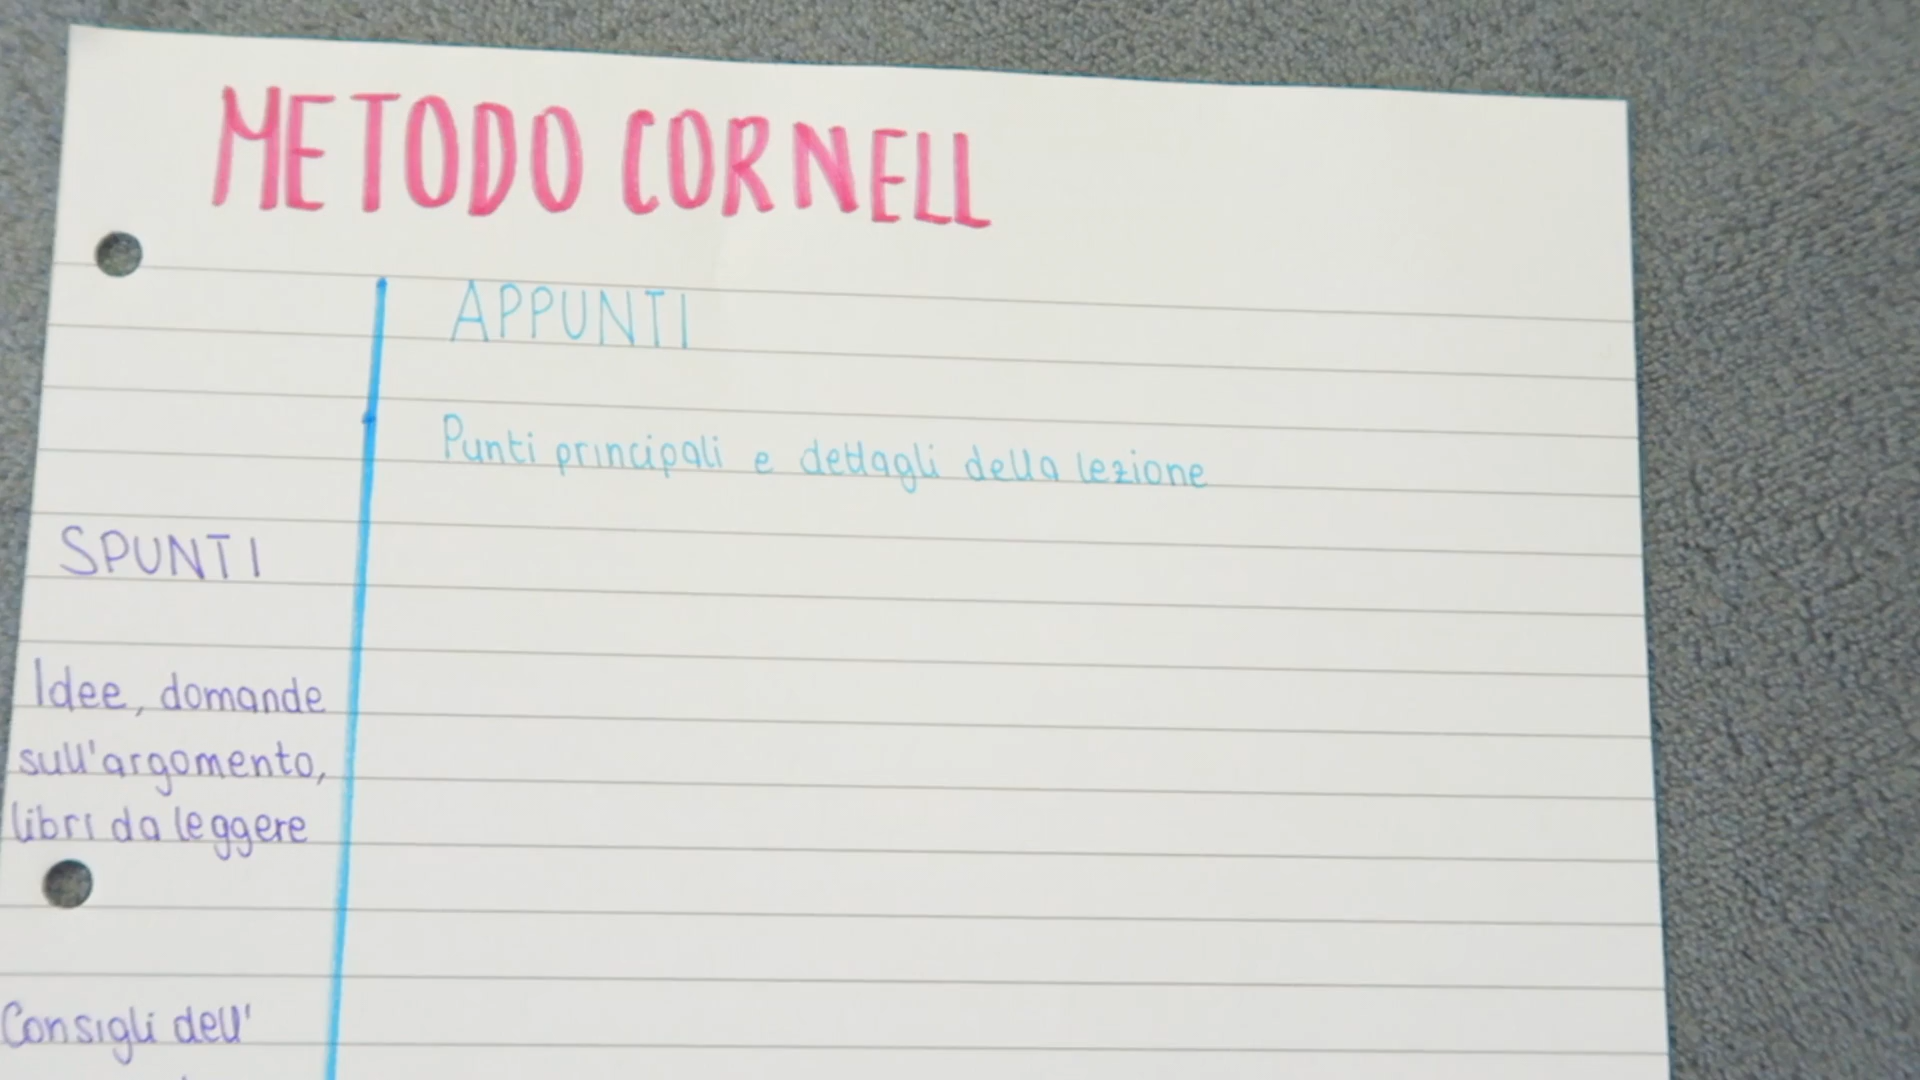 METODO CORNELL
APPUNTI
Punti principali e dettagli della lezione
SPUNTI
Idee, domande
sull'argomento,
libri da leggere
Consigli dell'